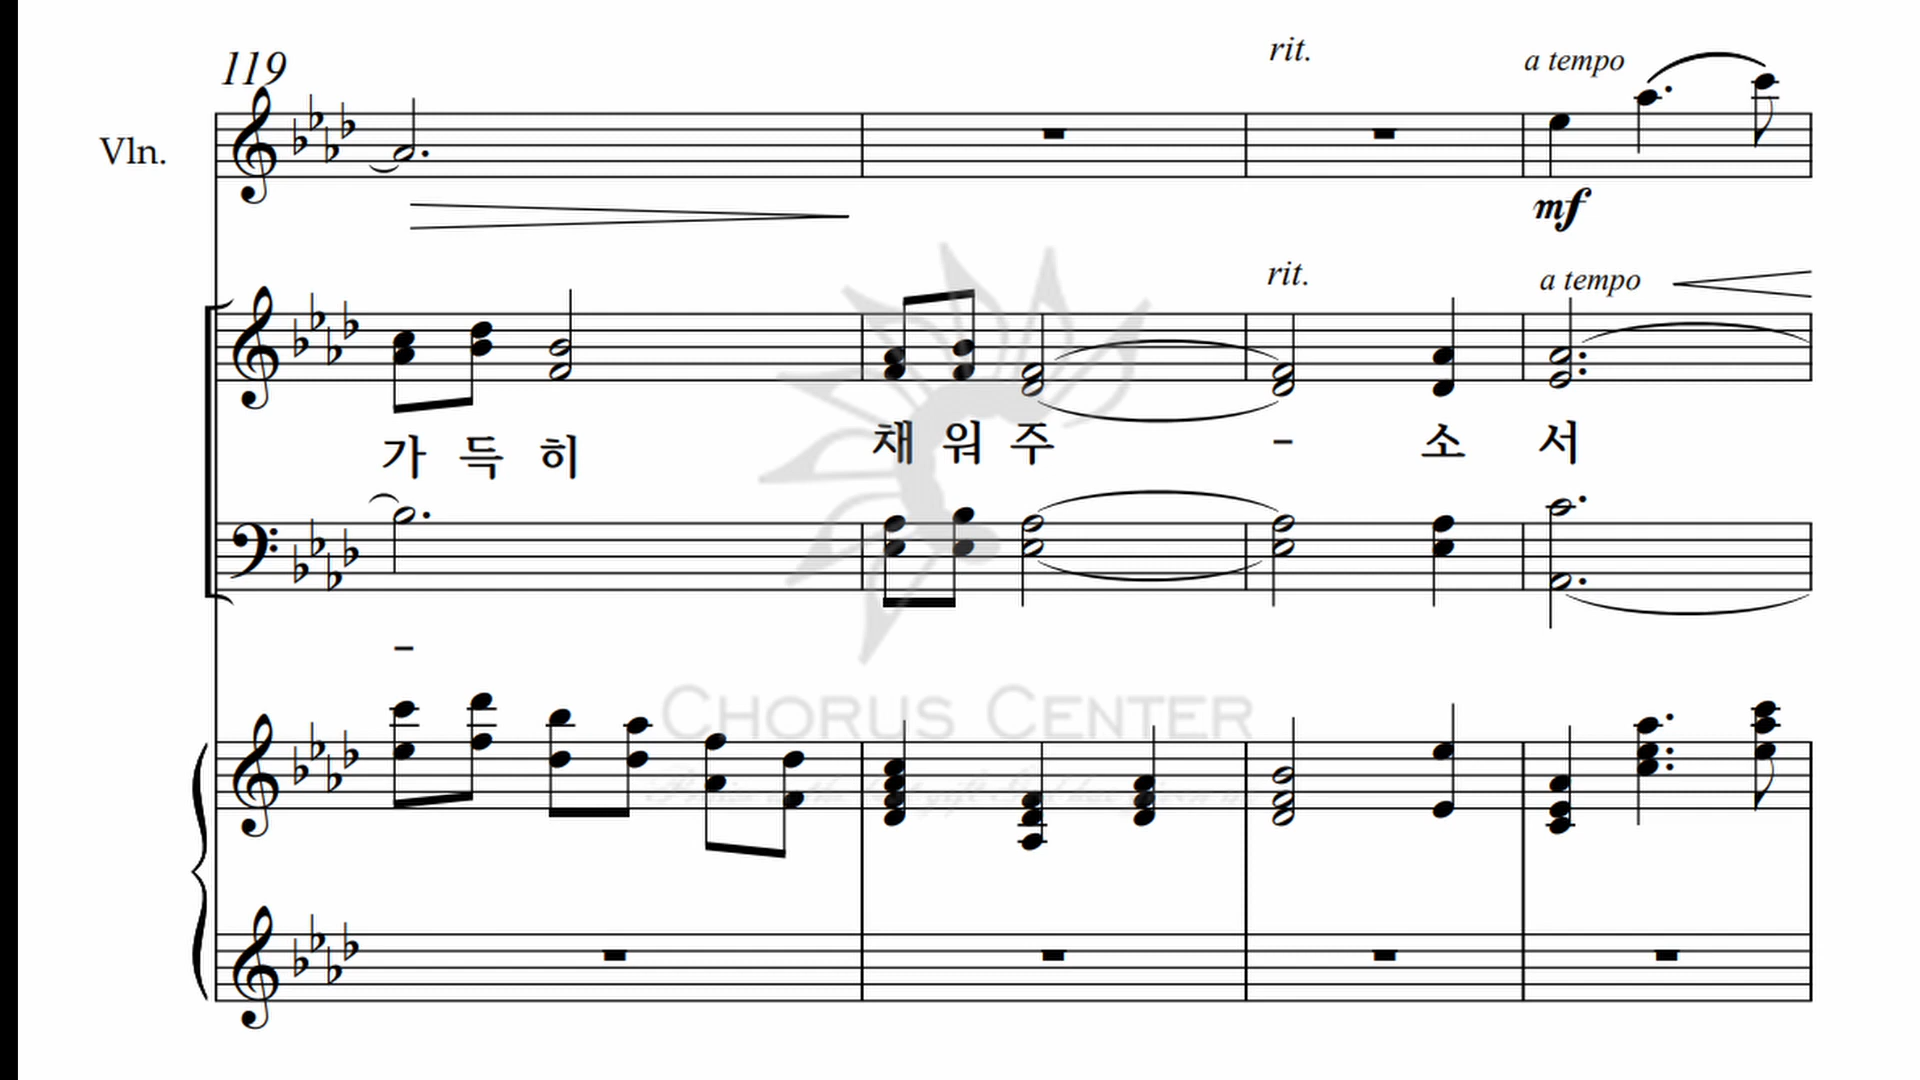 119
rit.
a tempo
Vln.
mf
rit.
a tempo
가 득 히 채 워 주 - 소 서
-
CHORUS CENTER